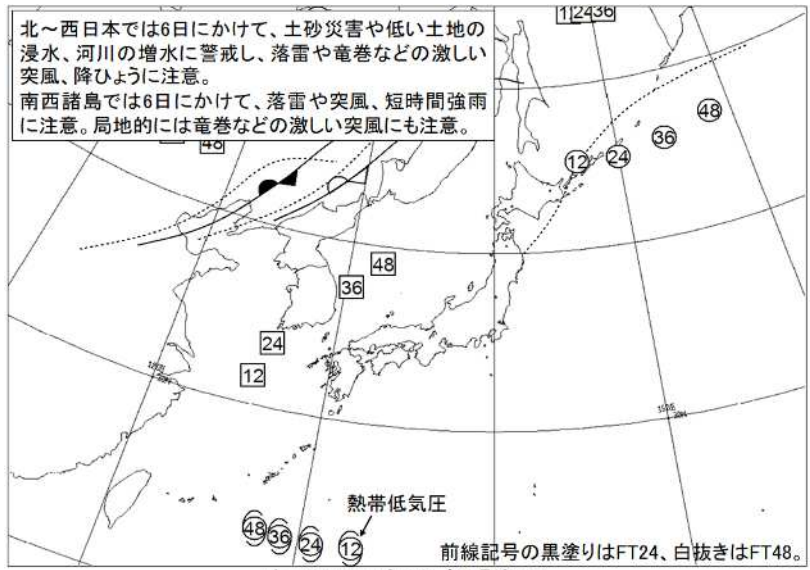 北～西日本では6日にかけて、土砂災害や低い土地の
浸水、河川の増水に警戒し、落雷や竜巻などの激しい
突風、降ひょうに注意。
南西諸島では6日にかけて、落雷や突風、短時間強雨
に注意。局地的には竜巻などの激しい突風にも注意。
24 36
48
12 24 36 48
48
36
24
12
150E
熱帯低気圧
48 36 24 12
前線記号の黒塗りはFT24、白抜きはFT48。